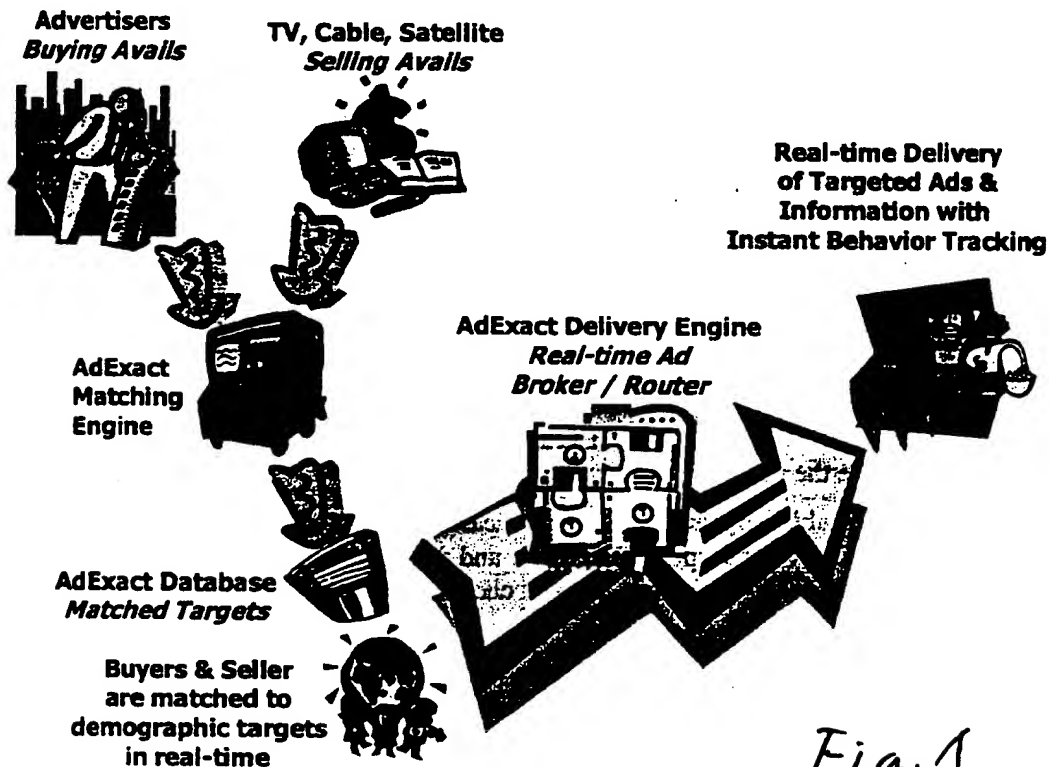 Advertisers
Buying Avails
TV, Cable, Satellite
Selling Avails
Real-time Delivery
of Targeted Ads &
Information with
Instant Behavior Tracking
AdExact Delivery Engine
Real-time Ad
Broker / Router
AdExact
Matching
Engine
AdExact Database
Matched Targets
Buyers & Seller
are matched to
demographic targets
in real-time
Fig. 1